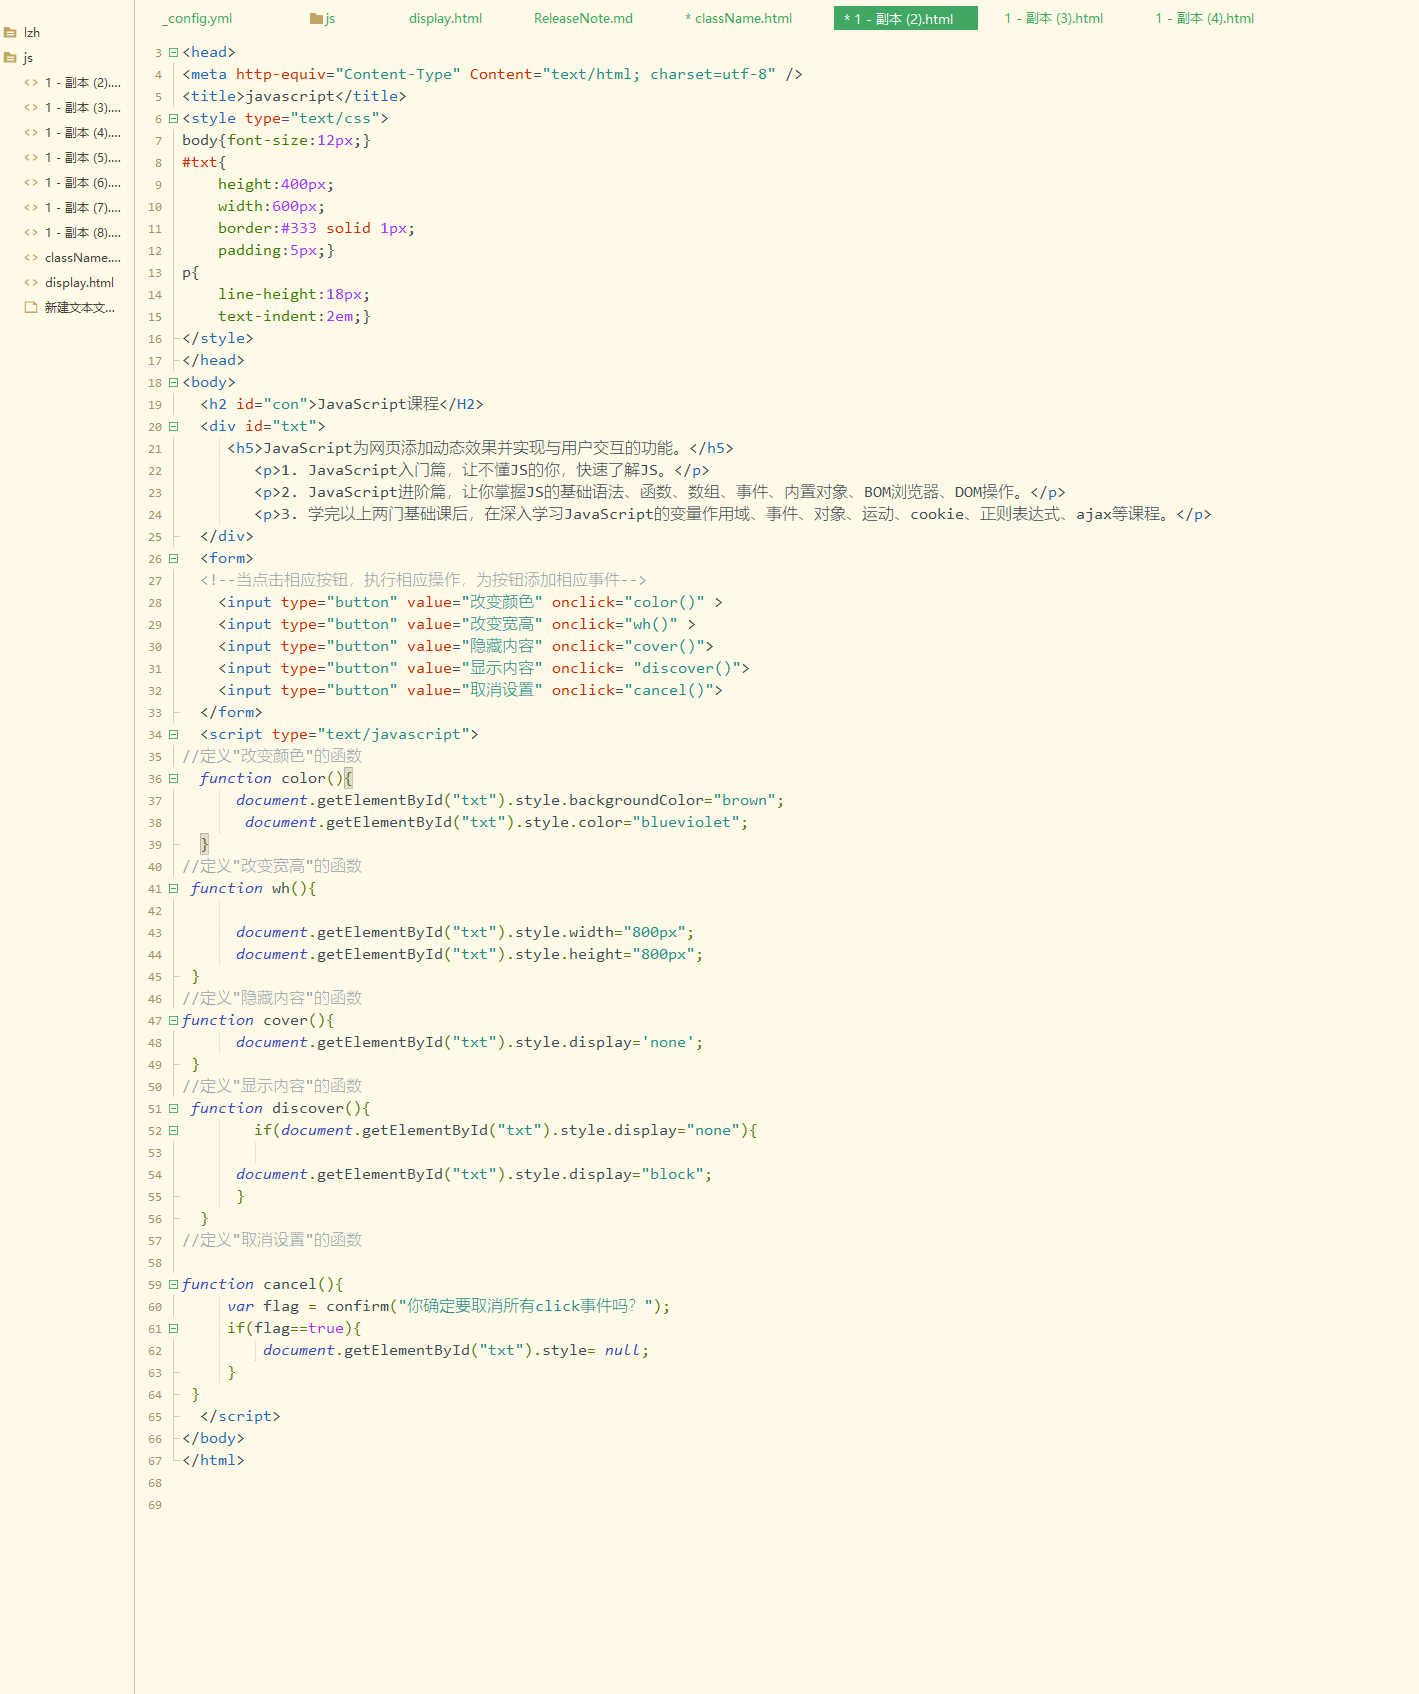 _config.yml
js
display.html
ReleaseNote.md
* className.html
* 1 - 副本 (2).html
1 - 副本 (3).html
1 - 副本 (4).html
lzh
js
1 - 副本 (2)....
1 - 副本 (3)....
1 - 副本 (4)....
1 - 副本 (5)....
1 - 副本 (6)....
1 - 副本 (7)....
1 - 副本 (8)....
className....
display.html
新建文本文...
3 <head>
4 <meta http-equiv="Content-Type" Content="text/html; charset=utf-8" />
5 <title>javascript</title>
6 <style type="text/css">
7 body{font-size:12px;}
8 #txt{
9     height:400px;
10     width:600px;
11     border:#333 solid 1px;
12     padding:5px;}
13 p{
14     line-height:18px;
15     text-indent:2em;}
16 </style>
17 </head>
18 <body>
19   <h2 id="con">JavaScript课程</H2>
20   <div id="txt">
21      <h5>JavaScript为网页添加动态效果并实现与用户交互的功能。</h5>
22         <p>1. JavaScript入门篇，让不懂JS的你，快速了解JS。</p>
23         <p>2. JavaScript进阶篇，让你掌握JS的基础语法、函数、数组、事件、内置对象、BOM浏览器、DOM操作。</p>
24         <p>3. 学完以上两门基础课后，在深入学习JavaScript的变量作用域、事件、对象、运动、cookie、正则表达式、ajax等课程。</p>
25   </div>
26   <form>
27   <!--当点击相应按钮，执行相应操作，为按钮添加相应事件-->
28     <input type="button" value="改变颜色" onclick="color()" >
29     <input type="button" value="改变宽高" onclick="wh()" >
30     <input type="button" value="隐藏内容" onclick="cover()">
31     <input type="button" value="显示内容" onclick= "discover()">
32     <input type="button" value="取消设置" onclick="cancel()">
33   </form>
34   <script type="text/javascript">
35 //定义"改变颜色"的函数
36   function color(){
37       document.getElementById("txt").style.backgroundColor="brown";
38        document.getElementById("txt").style.color="blueviolet";
39   }
40 //定义"改变宽高"的函数
41  function wh(){
42
43       document.getElementById("txt").style.width="800px";
44       document.getElementById("txt").style.height="800px";
45  }
46 //定义"隐藏内容"的函数
47 function cover(){
48       document.getElementById("txt").style.display='none';
49  }
50 //定义"显示内容"的函数
51  function discover(){
52         if(document.getElementById("txt").style.display="none"){
53
54       document.getElementById("txt").style.display="block";
55       }
56   }
57 //定义"取消设置"的函数
58
59 function cancel(){
60      var flag = confirm("你确定要取消所有click事件吗？");
61      if(flag==true){
62          document.getElementById("txt").style= null;
63      }
64  }
65   </script>
66 </body>
67 </html>
68
69